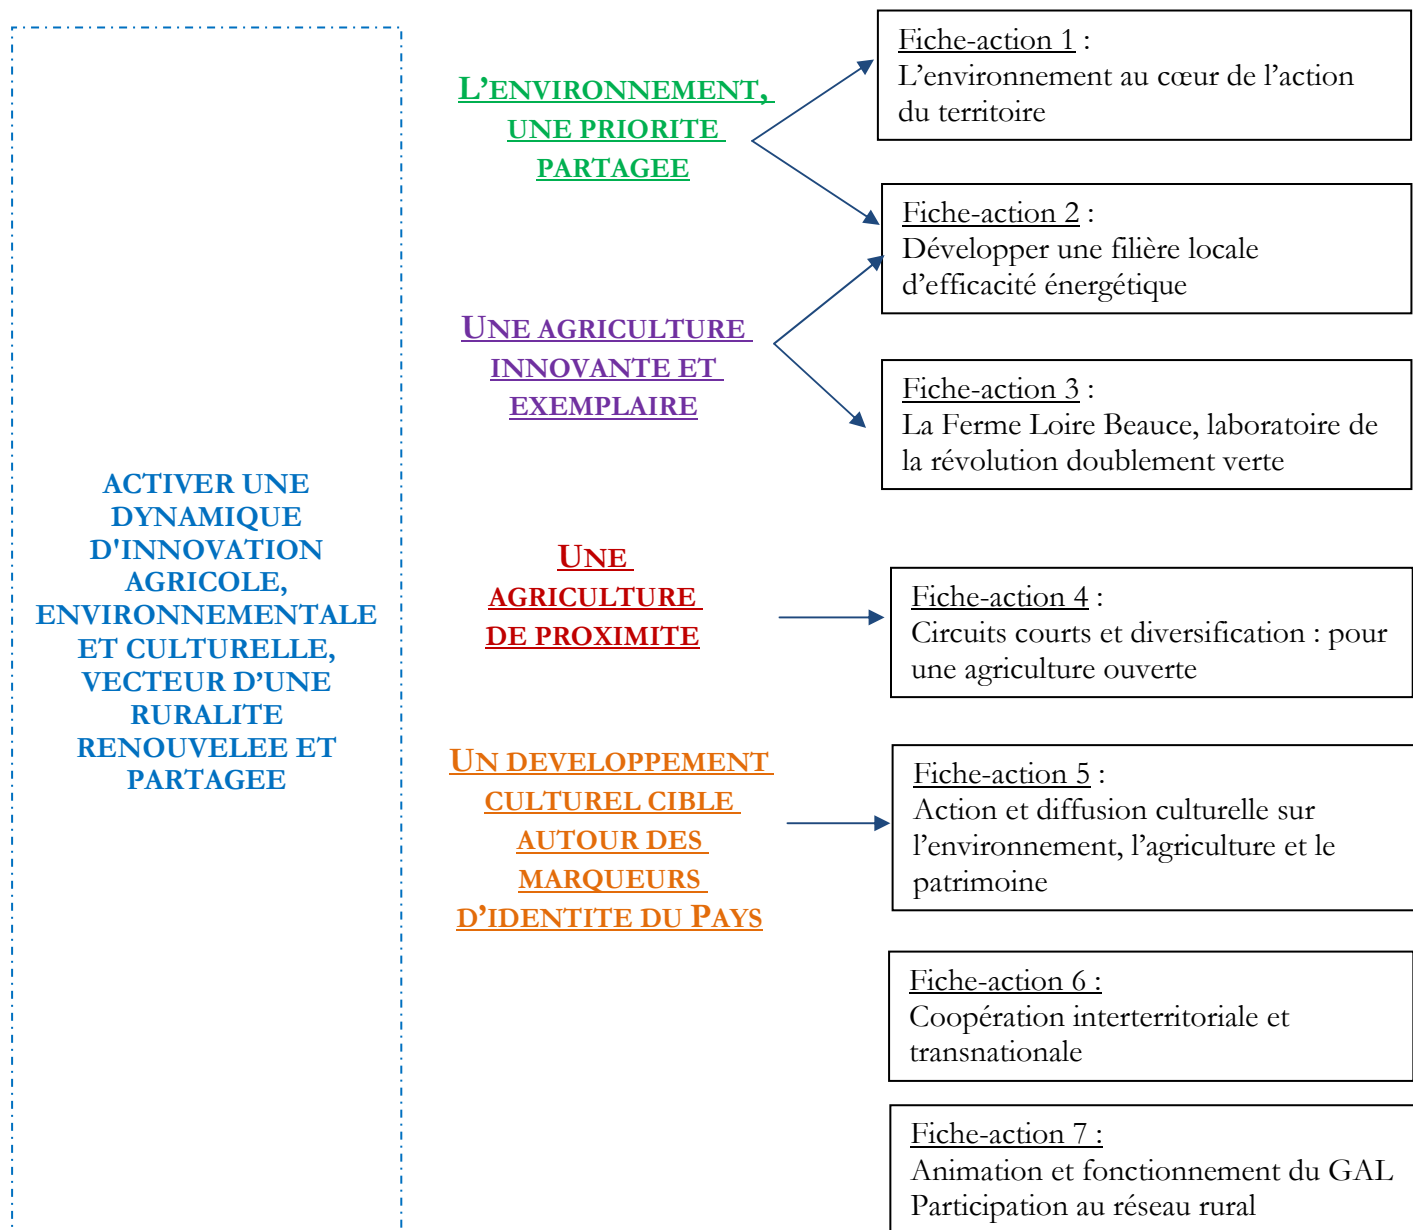 ACTIVER UNE
DYNAMIQUE
D'INNOVATION
AGRICOLE,
ENVIRONNEMENTALE
ET CULTURELLE,
VECTEUR D’UNE
RURALITE
RENOUVELEE ET
PARTAGEE
L’ENVIRONNEMENT,
UNE PRIORITE
PARTAGEE
UNE AGRICULTURE
INNOVANTE ET
EXEMPLAIRE
UNE
AGRICULTURE
DE PROXIMITE
UN DEVELOPPEMENT
CULTUREL CIBLE
AUTOUR DES
MARQUEURS
D’IDENTITE DU PAYS
Fiche-action 1 :
L’environnement au cœur de l’action
du territoire
Fiche-action 2 :
Développer une filière locale
d’efficacité énergétique
Fiche-action 3 :
La Ferme Loire Beauce, laboratoire de
la révolution doublement verte
Fiche-action 4 :
Circuits courts et diversification : pour
une agriculture ouverte
Fiche-action 5 :
Action et diffusion culturelle sur
l’environnement, l’agriculture et le
patrimoine
Fiche-action 6 :
Coopération interterritoriale et
transnationale
Fiche-action 7 :
Animation et fonctionnement du GAL
Participation au réseau rural